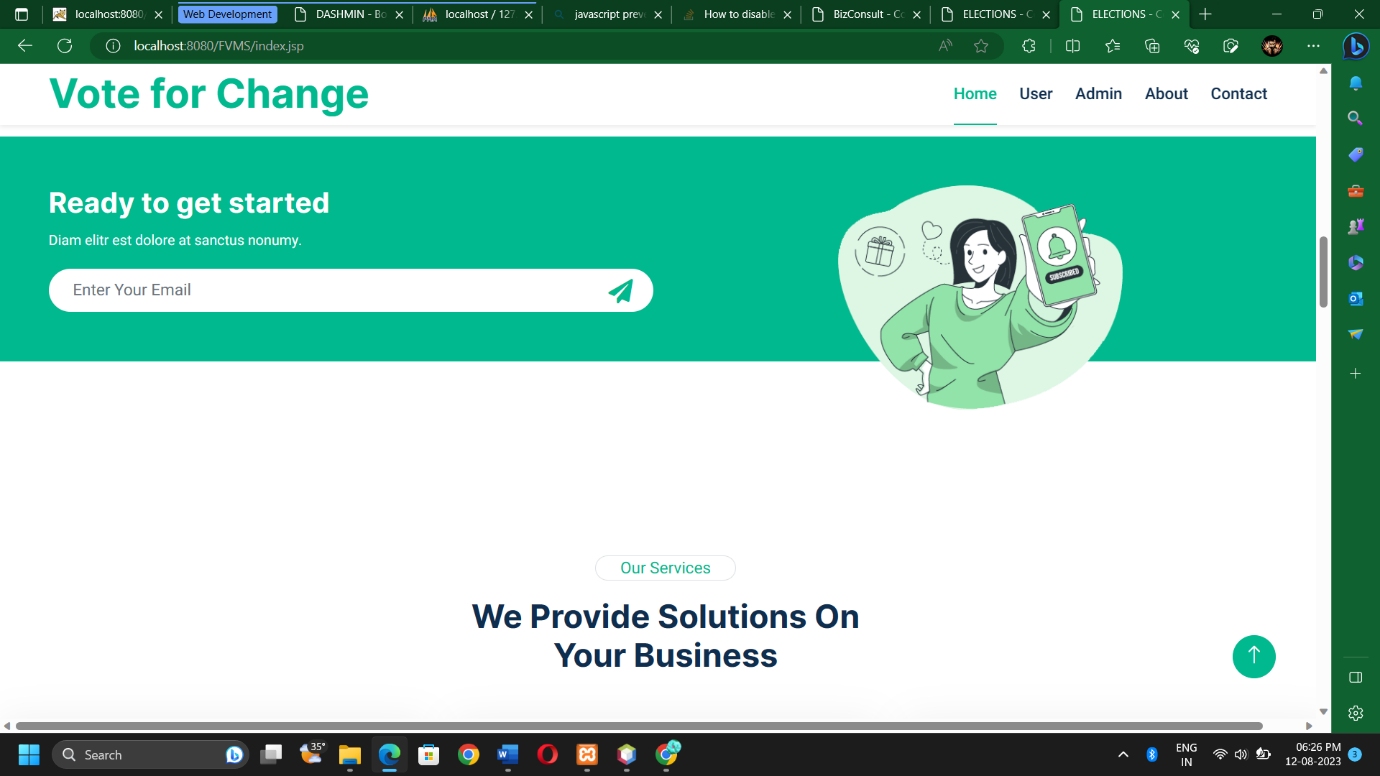 localhost:8080/
Web Development
DASHMIN - Bo
localhost / 127
javascript prev
How to disable
BizConsult - Co
ELECTIONS - C
ELECTIONS - C
localhost:8080/FVMS/index.jsp
Vote for Change
Home
User
Admin
About
Contact
Ready to get started
Diam elitr est dolore at sanctus nonumy.
Enter Your Email
SUBSCRIBED
Our Services
We Provide Solutions On
Your Business
Search
35°
ENG
IN
06:26 PM
12-08-2023
3